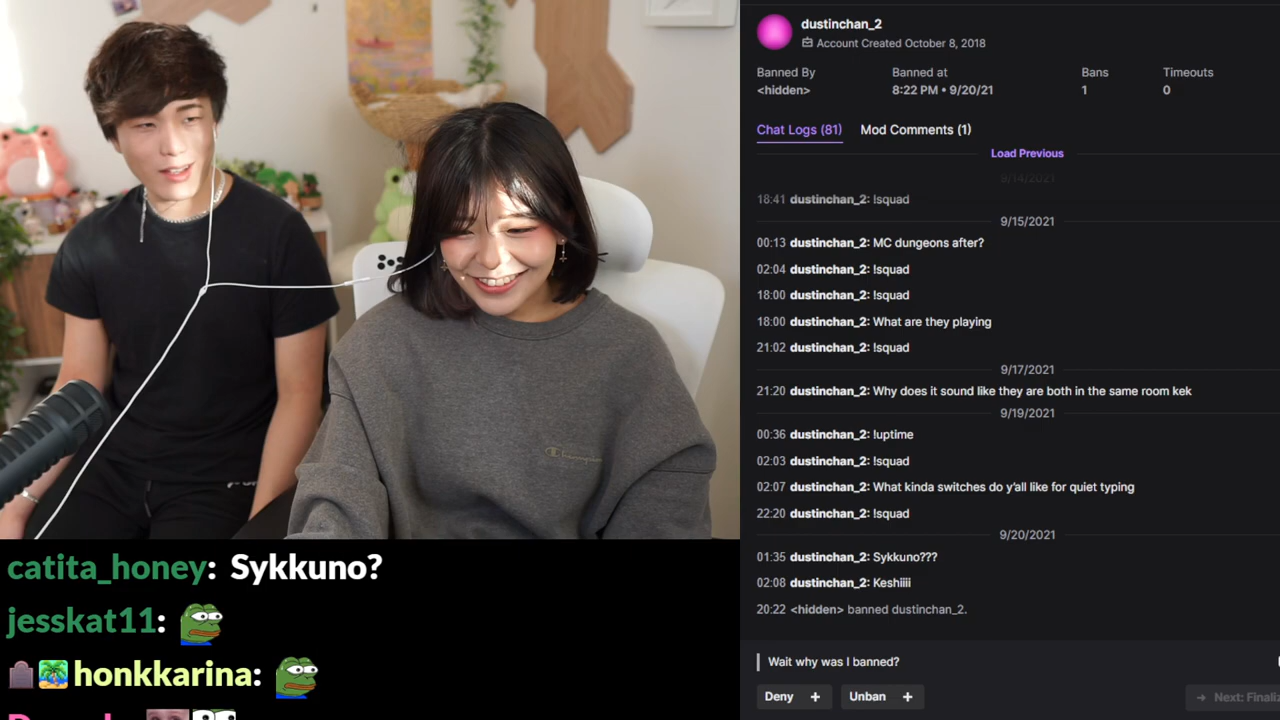 dustinchan_2
Account Created October 8, 2018
Banned By
Banned at
Bans
Timeouts
<hidden>
8:22 PM • 9/20/21
1
0
Chat Logs (81)
Mod Comments (1)
Load Previous
9/14/2021
18:41 dustinchan_2: !squad
9/15/2021
00:13 dustinchan_2: MC dungeons after?
02:04 dustinchan_2: !squad
18:00 dustinchan_2: !squad
18:00 dustinchan_2: What are they playing
21:02 dustinchan_2: !squad
9/17/2021
21:20 dustinchan_2: Why does it sound like they are both in the same room kek
9/19/2021
00:36 dustinchan_2: !uptime
02:03 dustinchan_2: !squad
02:07 dustinchan_2: What kinda switches do y'all like for quiet typing
22:20 dustinchan_2: !squad
9/20/2021
01:35 dustinchan_2: Sykkuno???
02:08 dustinchan_2: Keshiiii
20:22 <hidden> banned dustinchan_2.
Wait why was I banned?
Deny +
Unban +
→ Next:
Champion
catita_honey: Sykkuno?
jesskat11:
honkkarina: